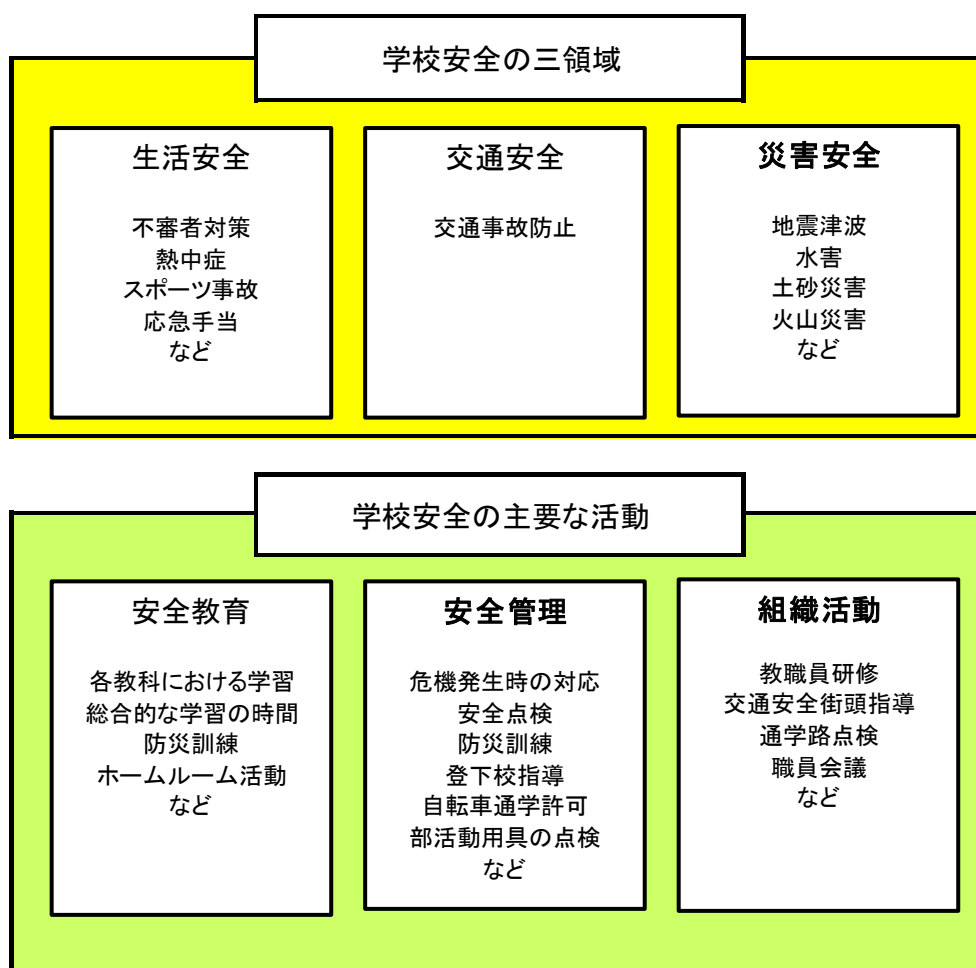 学校安全の三領域
生活安全
不審者対策
熱中症
スポーツ事故
応急手当
など
交通安全
交通事故防止
災害安全
地震津波
水害
土砂災害
火山災害
など
学校安全の主要な活動
安全教育
各教科における学習
総合的な学習の時間
防災訓練
ホームルーム活動
など
安全管理
危機発生時の対応
安全点検
防災訓練
登下校指導
自転車通学許可
部活動用具の点検
など
組織活動
教職員研修
交通安全街頭指導
通学路点検
職員会議
など